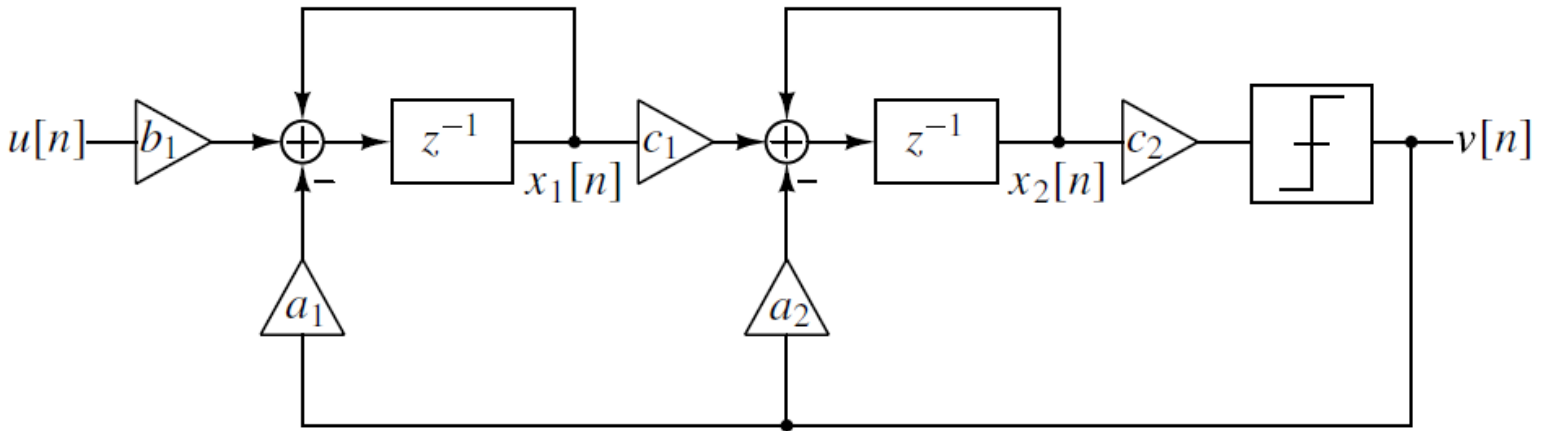 u[n] b₁ + z⁻¹ x₁[n] c₁ + z⁻¹ x₂[n] c₂ v[n]
− −
a₁ a₂